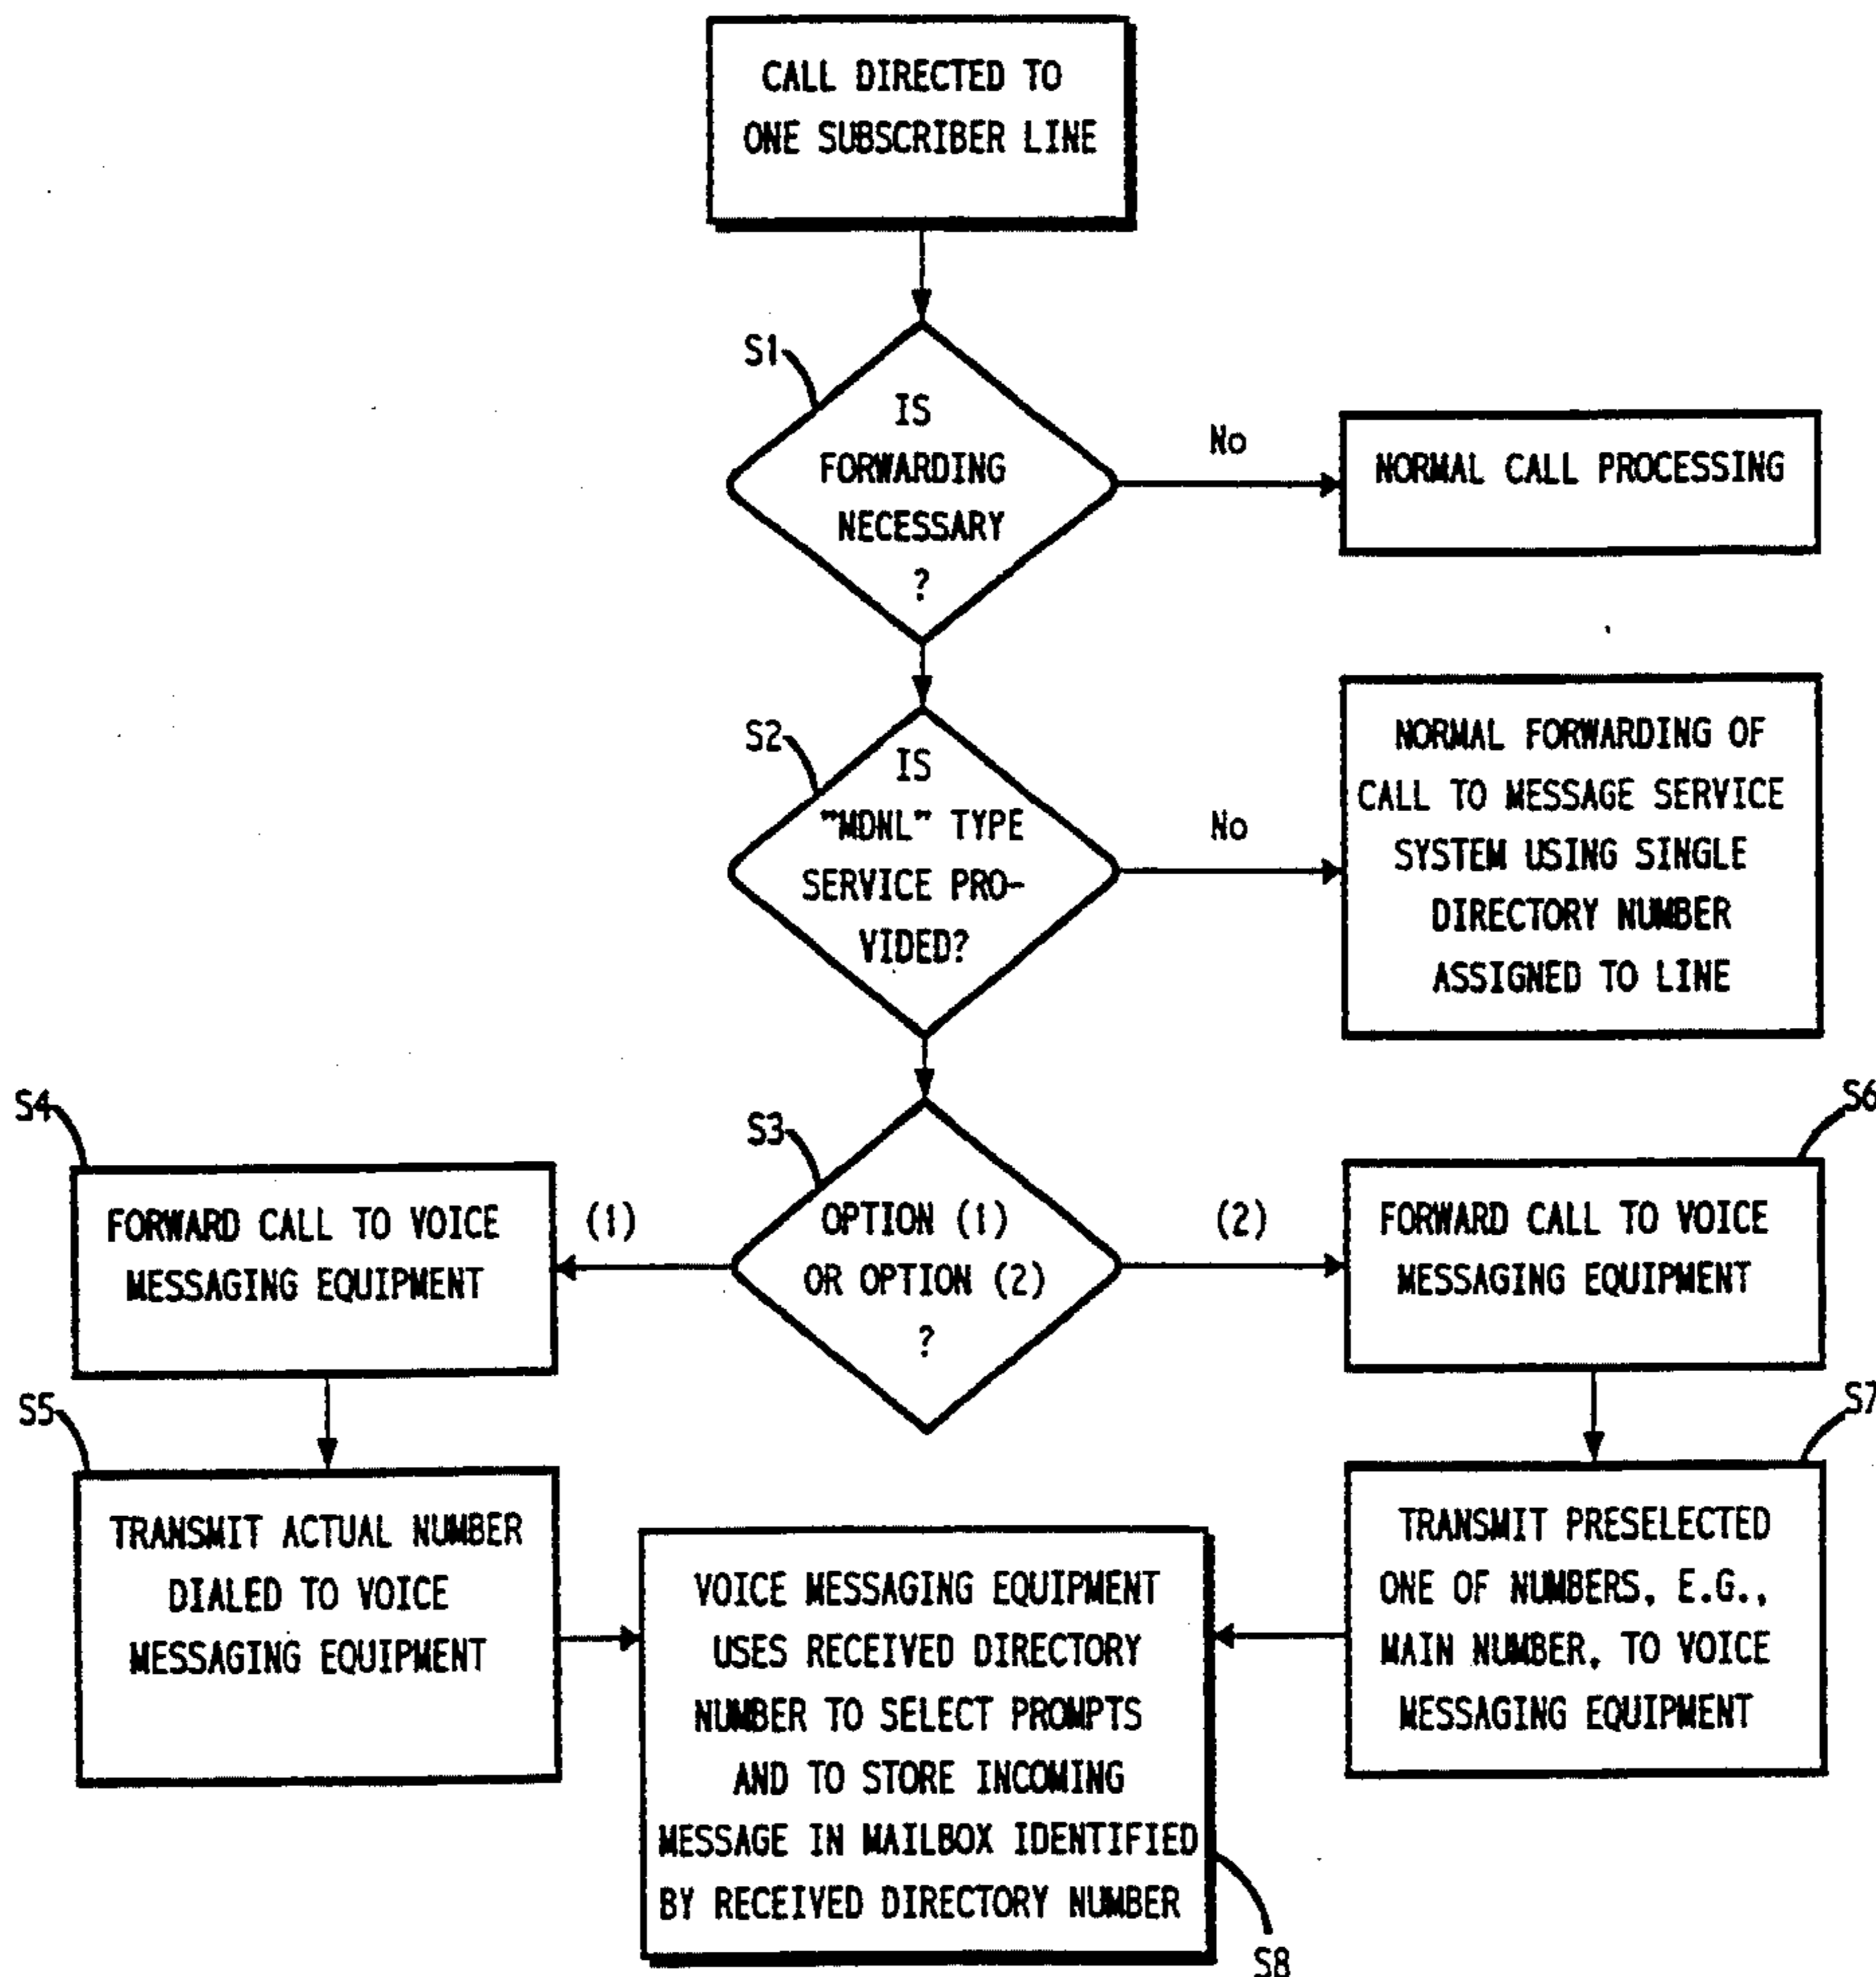 CALL DIRECTED TO
ONE SUBSCRIBER LINE
S1
IS
FORWARDING
NECESSARY
?
No
NORMAL CALL PROCESSING
S2
IS
"MDNL" TYPE
SERVICE PRO-
VIDED?
No
NORMAL FORWARDING OF
CALL TO MESSAGE SERVICE
SYSTEM USING SINGLE
DIRECTORY NUMBER
ASSIGNED TO LINE
S3
OPTION (1)
OR OPTION (2)
?
(1)
(2)
S4
FORWARD CALL TO VOICE
MESSAGING EQUIPMENT
S6
FORWARD CALL TO VOICE
MESSAGING EQUIPMENT
S5
TRANSMIT ACTUAL NUMBER
DIALED TO VOICE
MESSAGING EQUIPMENT
S7
TRANSMIT PRESELECTED
ONE OF NUMBERS, E.G.,
MAIN NUMBER, TO VOICE
MESSAGING EQUIPMENT
VOICE MESSAGING EQUIPMENT
USES RECEIVED DIRECTORY
NUMBER TO SELECT PROMPTS
AND TO STORE INCOMING
MESSAGE IN MAILBOX IDENTIFIED
BY RECEIVED DIRECTORY NUMBER
S8